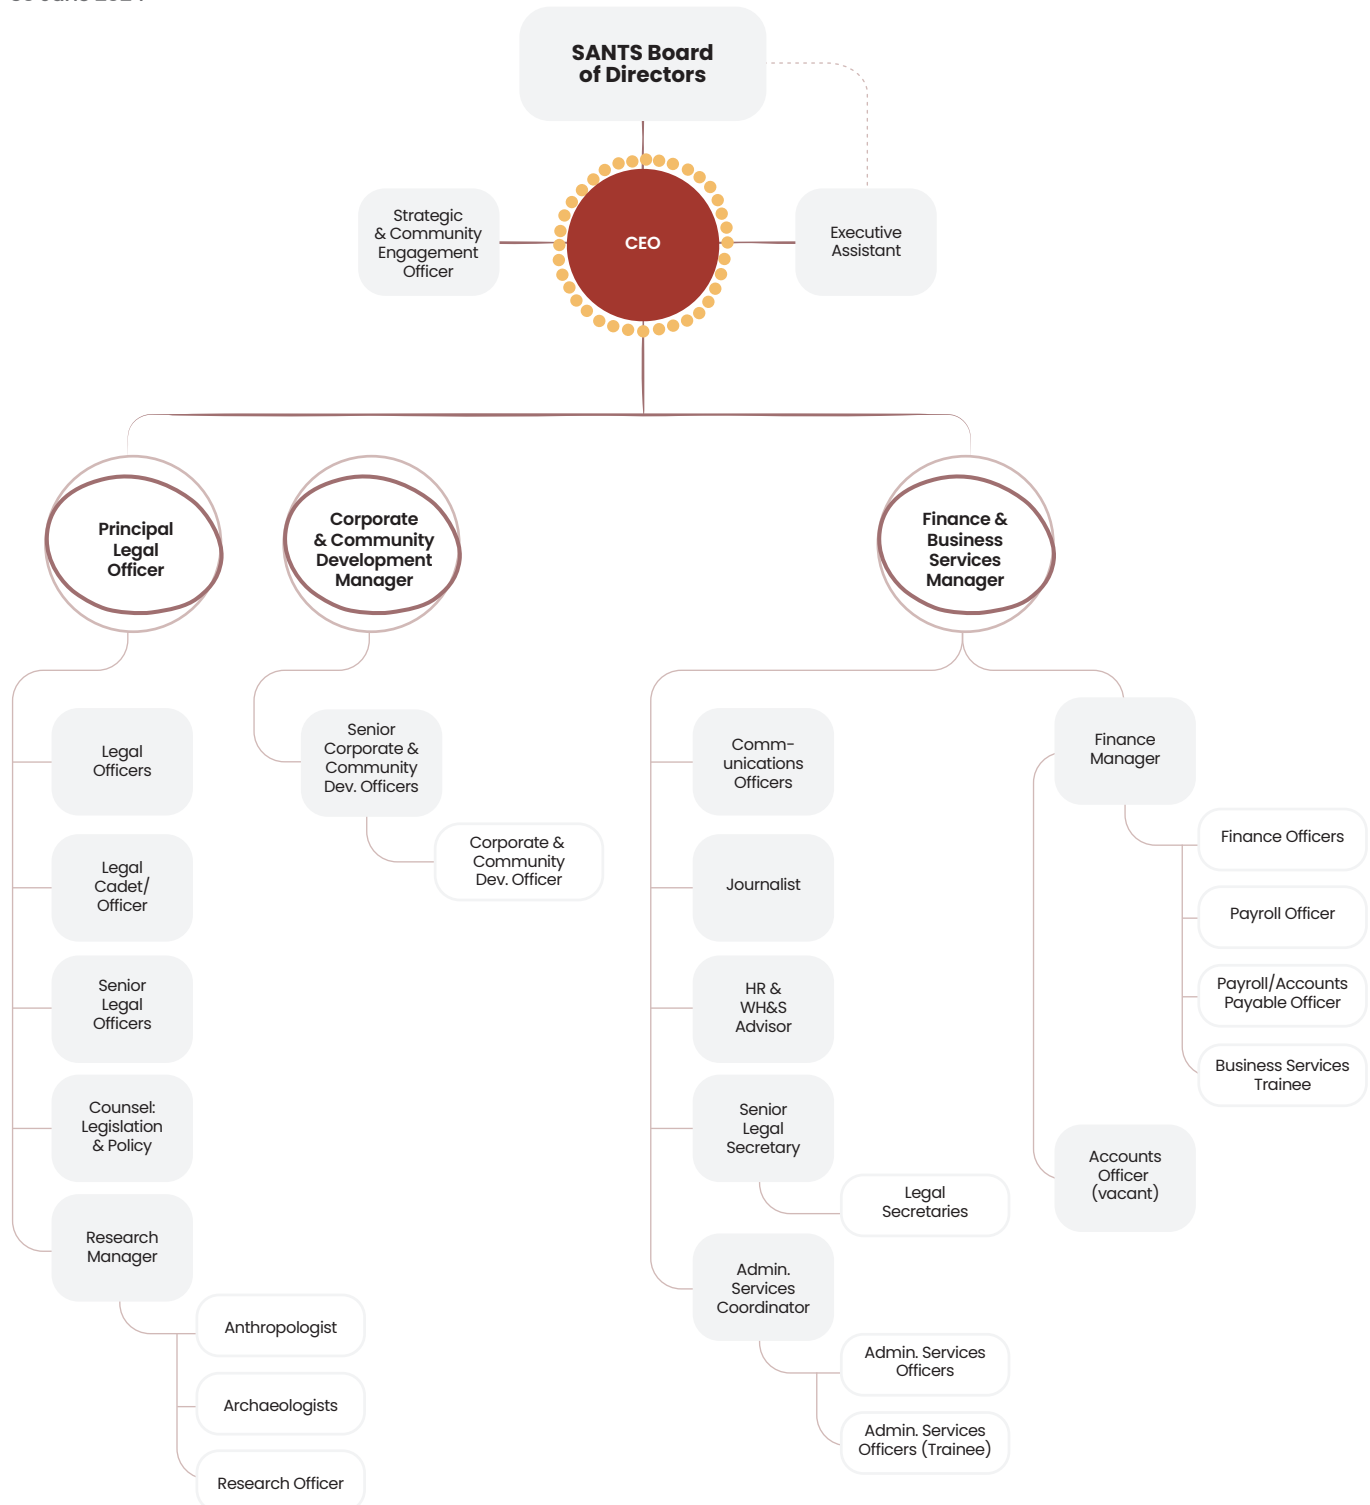 SANTS Board
of Directors
Strategic
& Community
Engagement
Officer
CEO
Executive
Assistant
Principal
Legal
Officer
Corporate
& Community
Development
Manager
Finance &
Business
Services
Manager
Legal
Officers
Legal
Cadet/
Officer
Senior
Legal
Officers
Counsel:
Legislation
& Policy
Research
Manager
Anthropologist
Archaeologists
Research Officer
Senior
Corporate &
Community
Dev. Officers
Corporate &
Community
Dev. Officer
Comm-
unications
Officers
Journalist
HR &
WH&S
Advisor
Senior
Legal
Secretary
Legal
Secretaries
Admin.
Services
Coordinator
Admin. Services
Officers
Admin. Services
Officers (Trainee)
Finance
Manager
Finance Officers
Payroll Officer
Payroll/Accounts
Payable Officer
Business Services
Trainee
Accounts
Officer
(vacant)